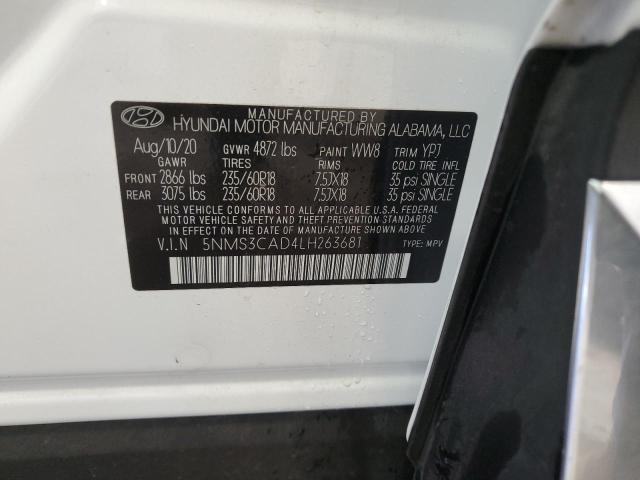 MANUFACTURED BY
HYUNDAI MOTOR MANUFACTURING ALABAMA, LLC
Aug/10/20 GVWR 4872 lbs PAINT WW8 TRIM YPJ
GAWR TIRES RIMS COLD TIRE INFL
FRONT 2866 lbs 235/60R18 7.5JX18 35 psi SINGLE
REAR 3075 lbs 235/60R18 7.5JX18 35 psi SINGLE
THIS VEHICLE CONFORMS TO ALL APPLICABLE U.S.A. FEDERAL
MOTOR VEHICLE SAFETY AND THEFT PREVENTION STANDARDS
IN EFFECT ON THE DATE OF MANUFACTURE SHOWN ABOVE.
V.I.N 5NMS3CAD4LH263681 TYPE: MPV